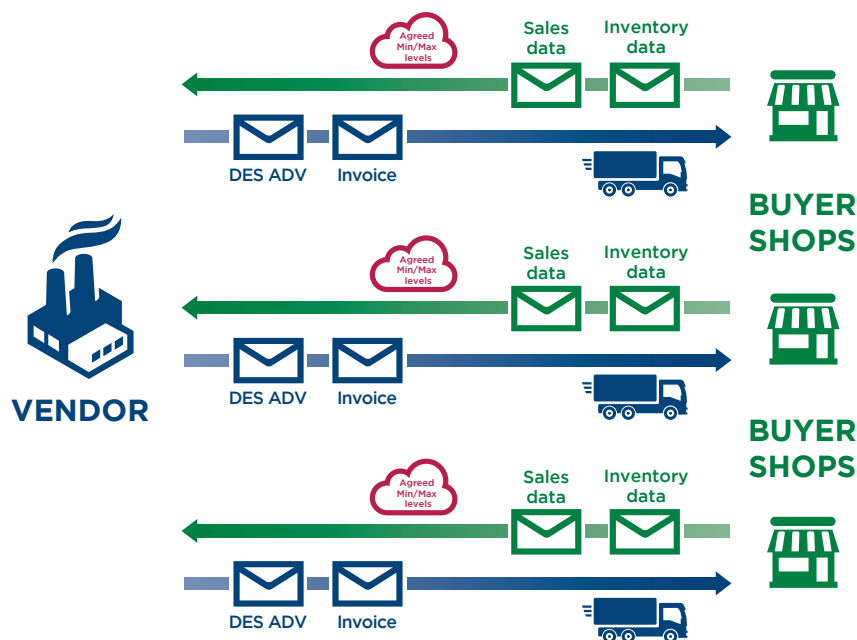 Agreed
Min/Max
levels
Sales
data
Inventory
data
DES ADV
Invoice
BUYER
SHOPS
Agreed
Min/Max
levels
Sales
data
Inventory
data
DES ADV
Invoice
VENDOR
BUYER
SHOPS
Agreed
Min/Max
levels
Sales
data
Inventory
data
DES ADV
Invoice